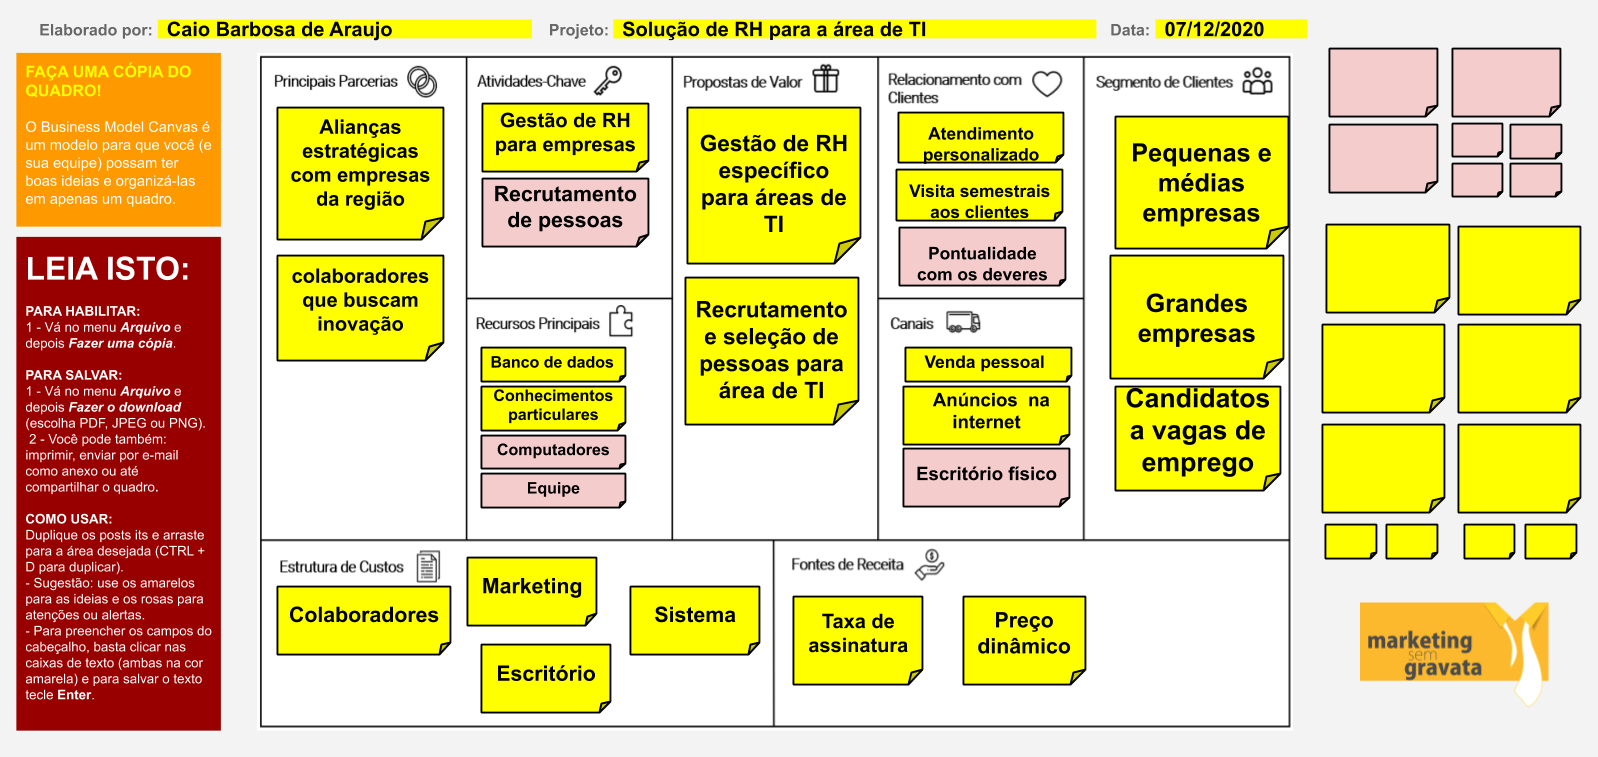 Elaborado por: Caio Barbosa de Araujo Projeto: Solução de RH para a área de TI Data: 07/12/2020
FAÇA UMA CÓPIA DO
QUADRO!
O Business Model Canvas é
um modelo para que você (e
sua equipe) possam ter
boas ideias e organizá-las
em apenas um quadro.
LEIA ISTO:
PARA HABILITAR:
1 - Vá no menu Arquivo e
depois Fazer uma cópia.
PARA SALVAR:
1 - Vá no menu Arquivo e
depois Fazer o download
(escolha PDF, JPEG ou PNG).
2 - Você pode também:
imprimir, enviar por e-mail
como anexo ou até
compartilhar o quadro.
COMO USAR:
Duplique os posts its e arraste
para a área desejada (CTRL +
D para duplicar).
- Sugestão: use os amarelos
para as ideias e os rosas para
atenções ou alertas.
- Para preencher os campos do
cabeçalho, basta clicar nas
caixas de texto (ambas na cor
amarela) e para salvar o texto
tecle Enter.
Principais Parcerias
Alianças
estratégicas
com empresas
da região
colaboradores
que buscam
inovação
Atividades-Chave
Gestão de RH
para empresas
Recrutamento
de pessoas
Recursos Principais
Banco de dados
Conhecimentos
particulares
Computadores
Equipe
Propostas de Valor
Gestão de RH
específico
para áreas de
TI
Recrutamento
e seleção de
pessoas para
área de TI
Relacionamento com
Clientes
Atendimento
personalizado
Visita semestrais
aos clientes
Pontualidade
com os deveres
Canais
Venda pessoal
Anúncios na
internet
Escritório físico
Segmento de Clientes
Pequenas e
médias
empresas
Grandes
empresas
Candidatos
a vagas de
emprego
Estrutura de Custos
Colaboradores
Marketing
Escritório
Sistema
Fontes de Receita
Taxa de
assinatura
Preço
dinâmico
marketing
sem
gravata